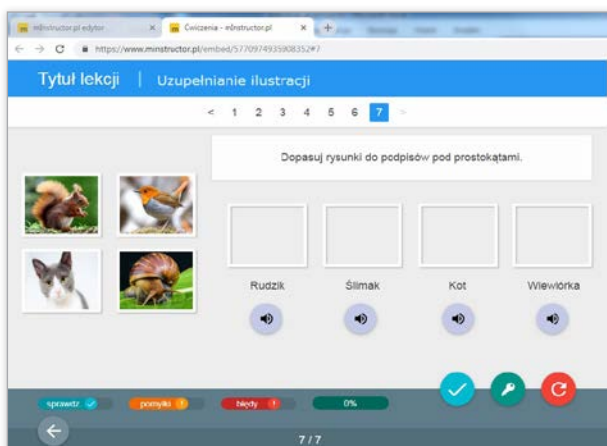 mInstructor.pl edytor
Ćwiczenia - mInstructor.pl
https://www.minstructor.pl/embed/5770974935908352#7
Tytuł lekcji | Uzupełnianie ilustracji
< 1 2 3 4 5 6 7 >
Dopasuj rysunki do podpisów pod prostokątami.
Rudzik Ślimak Kot Wiewiórka
sprawdź pomyłki błędy 0%
7 / 7